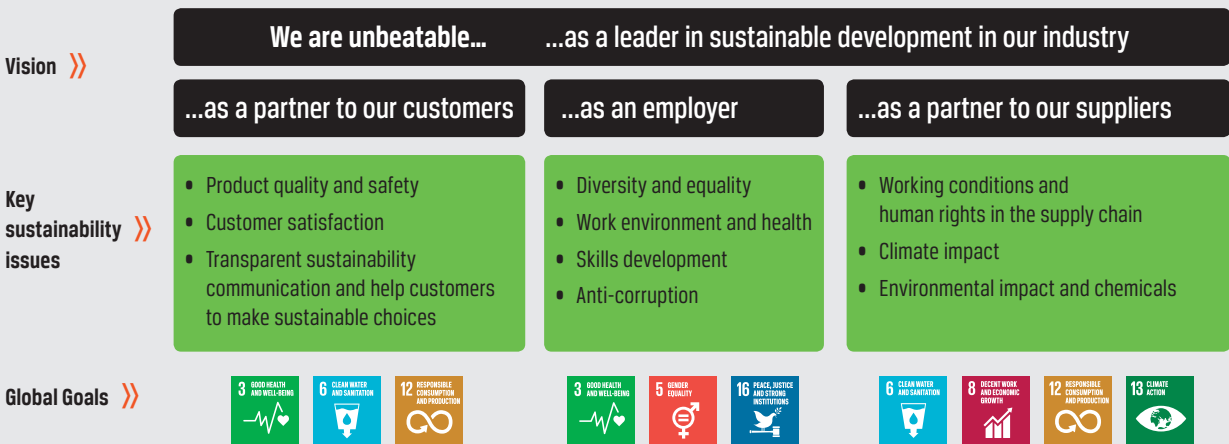 We are unbeatable... ...as a leader in sustainable development in our industry
Vision
...as a partner to our customers
...as an employer
...as a partner to our suppliers
Key
sustainability
issues
• Product quality and safety
• Customer satisfaction
• Transparent sustainability
communication and help customers
to make sustainable choices
• Diversity and equality
• Work environment and health
• Skills development
• Anti-corruption
• Working conditions and
human rights in the supply chain
• Climate impact
• Environmental impact and chemicals
Global Goals
3 GOOD HEALTH
AND WELL-BEING
6 CLEAN WATER
AND SANITATION
12 RESPONSIBLE
CONSUMPTION
AND PRODUCTION
3 GOOD HEALTH
AND WELL-BEING
5 GENDER
EQUALITY
16 PEACE, JUSTICE
AND STRONG
INSTITUTIONS
6 CLEAN WATER
AND SANITATION
8 DECENT WORK
AND ECONOMIC
GROWTH
12 RESPONSIBLE
CONSUMPTION
AND PRODUCTION
13 CLIMATE
ACTION